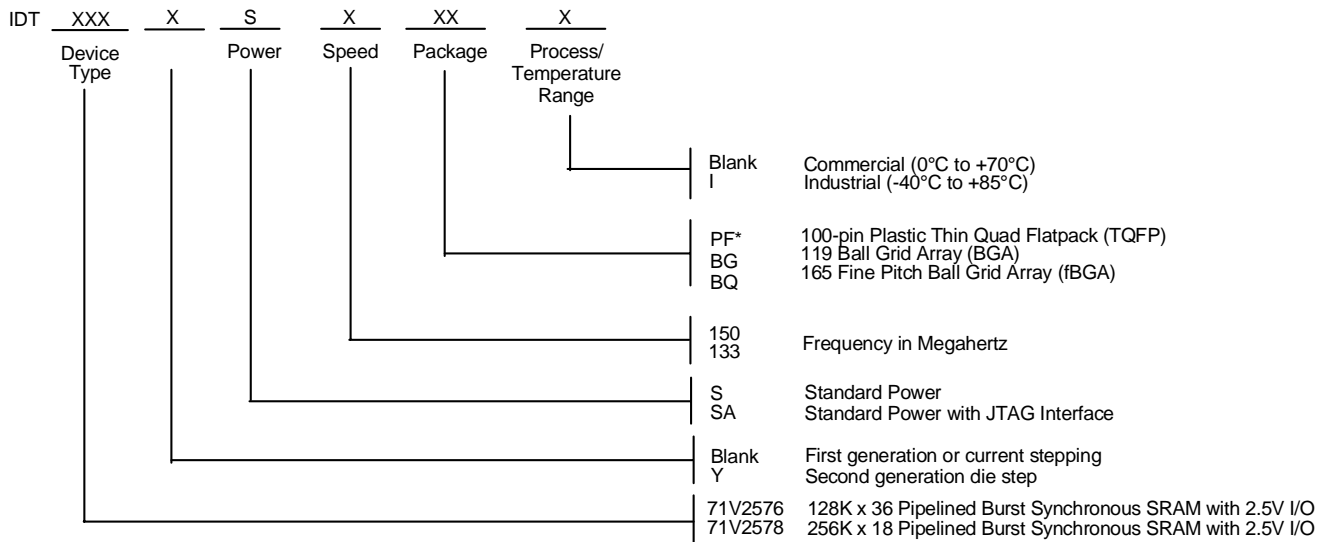 IDT XXX X S X XX X
Device Type Power Speed Package Process/ Temperature Range
Blank Commercial (0°C to +70°C)
I Industrial (-40°C to +85°C)
PF* 100-pin Plastic Thin Quad Flatpack (TQFP)
BG 119 Ball Grid Array (BGA)
BQ 165 Fine Pitch Ball Grid Array (fBGA)
150
133 Frequency in Megahertz
S Standard Power
SA Standard Power with JTAG Interface
Blank First generation or current stepping
Y Second generation die step
71V2576 128K x 36 Pipelined Burst Synchronous SRAM with 2.5V I/O
71V2578 256K x 18 Pipelined Burst Synchronous SRAM with 2.5V I/O